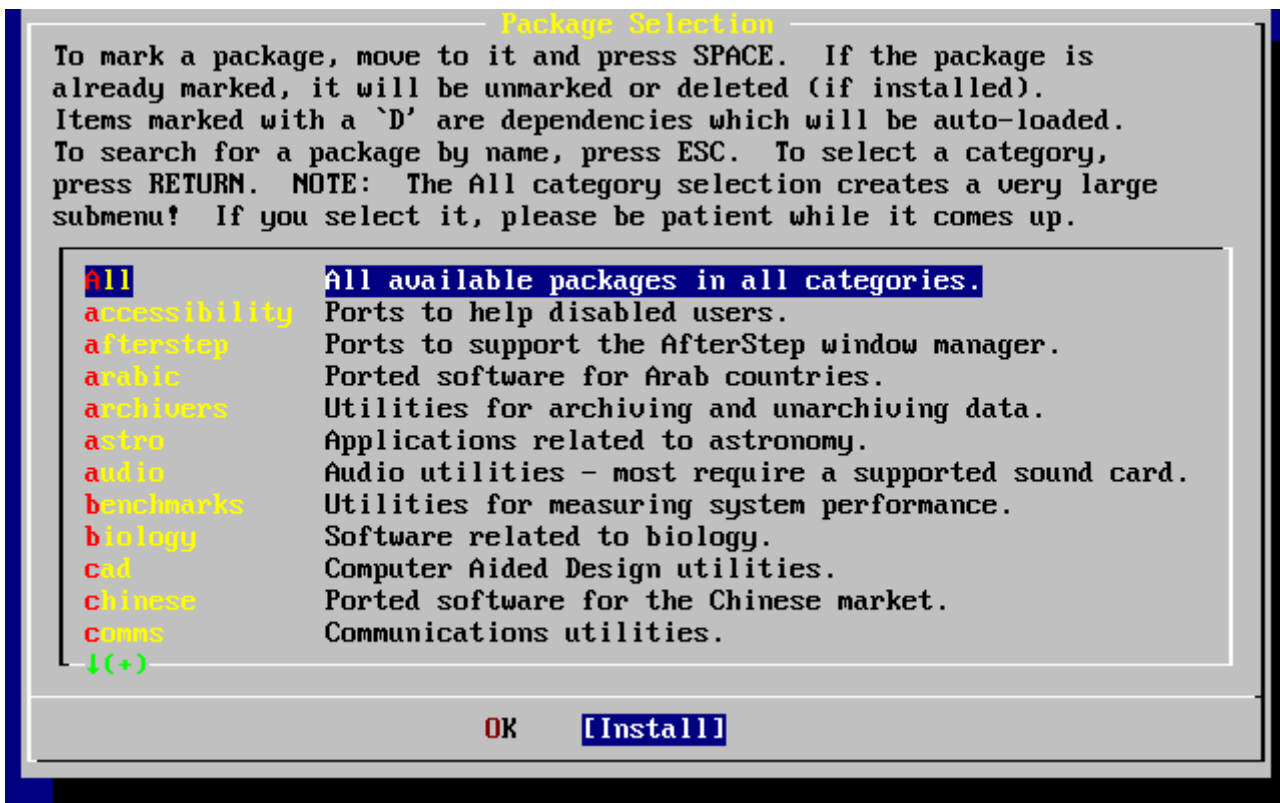 Package Selection
To mark a package, move to it and press SPACE.  If the package is
already marked, it will be unmarked or deleted (if installed).
Items marked with a `D' are dependencies which will be auto-loaded.
To search for a package by name, press ESC.  To select a category,
press RETURN.  NOTE:  The All category selection creates a very large
submenu!  If you select it, please be patient while it comes up.
All All available packages in all categories.
accessibility Ports to help disabled users.
afterstep Ports to support the AfterStep window manager.
arabic Ported software for Arab countries.
archivers Utilities for archiving and unarchiving data.
astro Applications related to astronomy.
audio Audio utilities - most require a supported sound card.
benchmarks Utilities for measuring system performance.
biology Software related to biology.
cad Computer Aided Design utilities.
chinese Ported software for the Chinese market.
comms Communications utilities.
↓(+)
OK [Install]